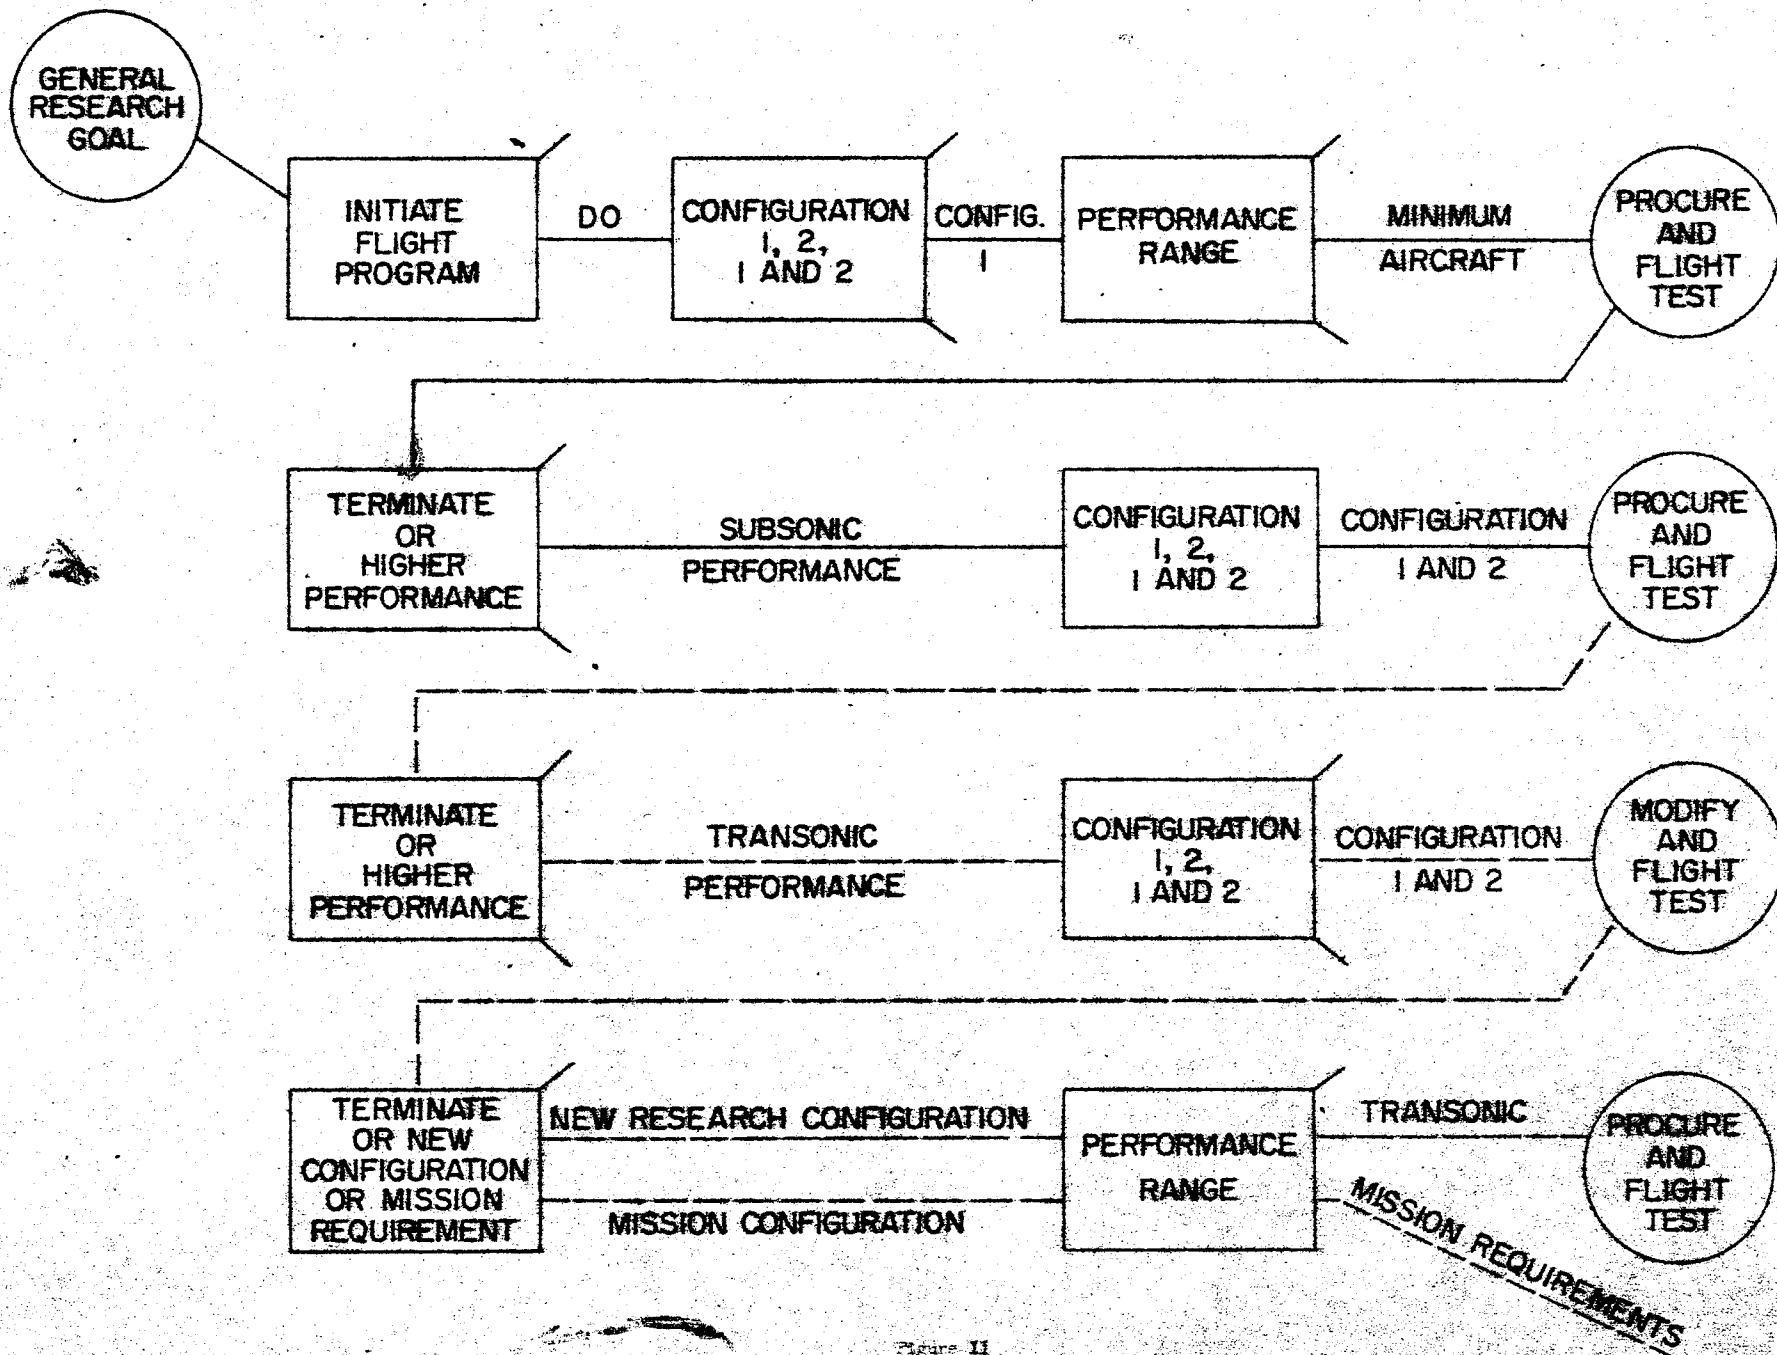 GENERAL
RESEARCH
GOAL
INITIATE
FLIGHT
PROGRAM
DO
CONFIGURATION
1, 2,
1 AND 2
CONFIG.
1
PERFORMANCE
RANGE
MINIMUM
AIRCRAFT
PROCURE
AND
FLIGHT
TEST
TERMINATE
OR
HIGHER
PERFORMANCE
SUBSONIC
PERFORMANCE
CONFIGURATION
1, 2,
1 AND 2
CONFIGURATION
1 AND 2
PROCURE
AND
FLIGHT
TEST
TERMINATE
OR
HIGHER
PERFORMANCE
TRANSONIC
PERFORMANCE
CONFIGURATION
1, 2,
1 AND 2
CONFIGURATION
1 AND 2
MODIFY
AND
FLIGHT
TEST
TERMINATE
OR NEW
CONFIGURATION
OR MISSION
REQUIREMENT
NEW RESEARCH CONFIGURATION
MISSION CONFIGURATION
PERFORMANCE
RANGE
TRANSONIC
MISSION REQUIREMENTS
PROCURE
AND
FLIGHT
TEST
Figure 11